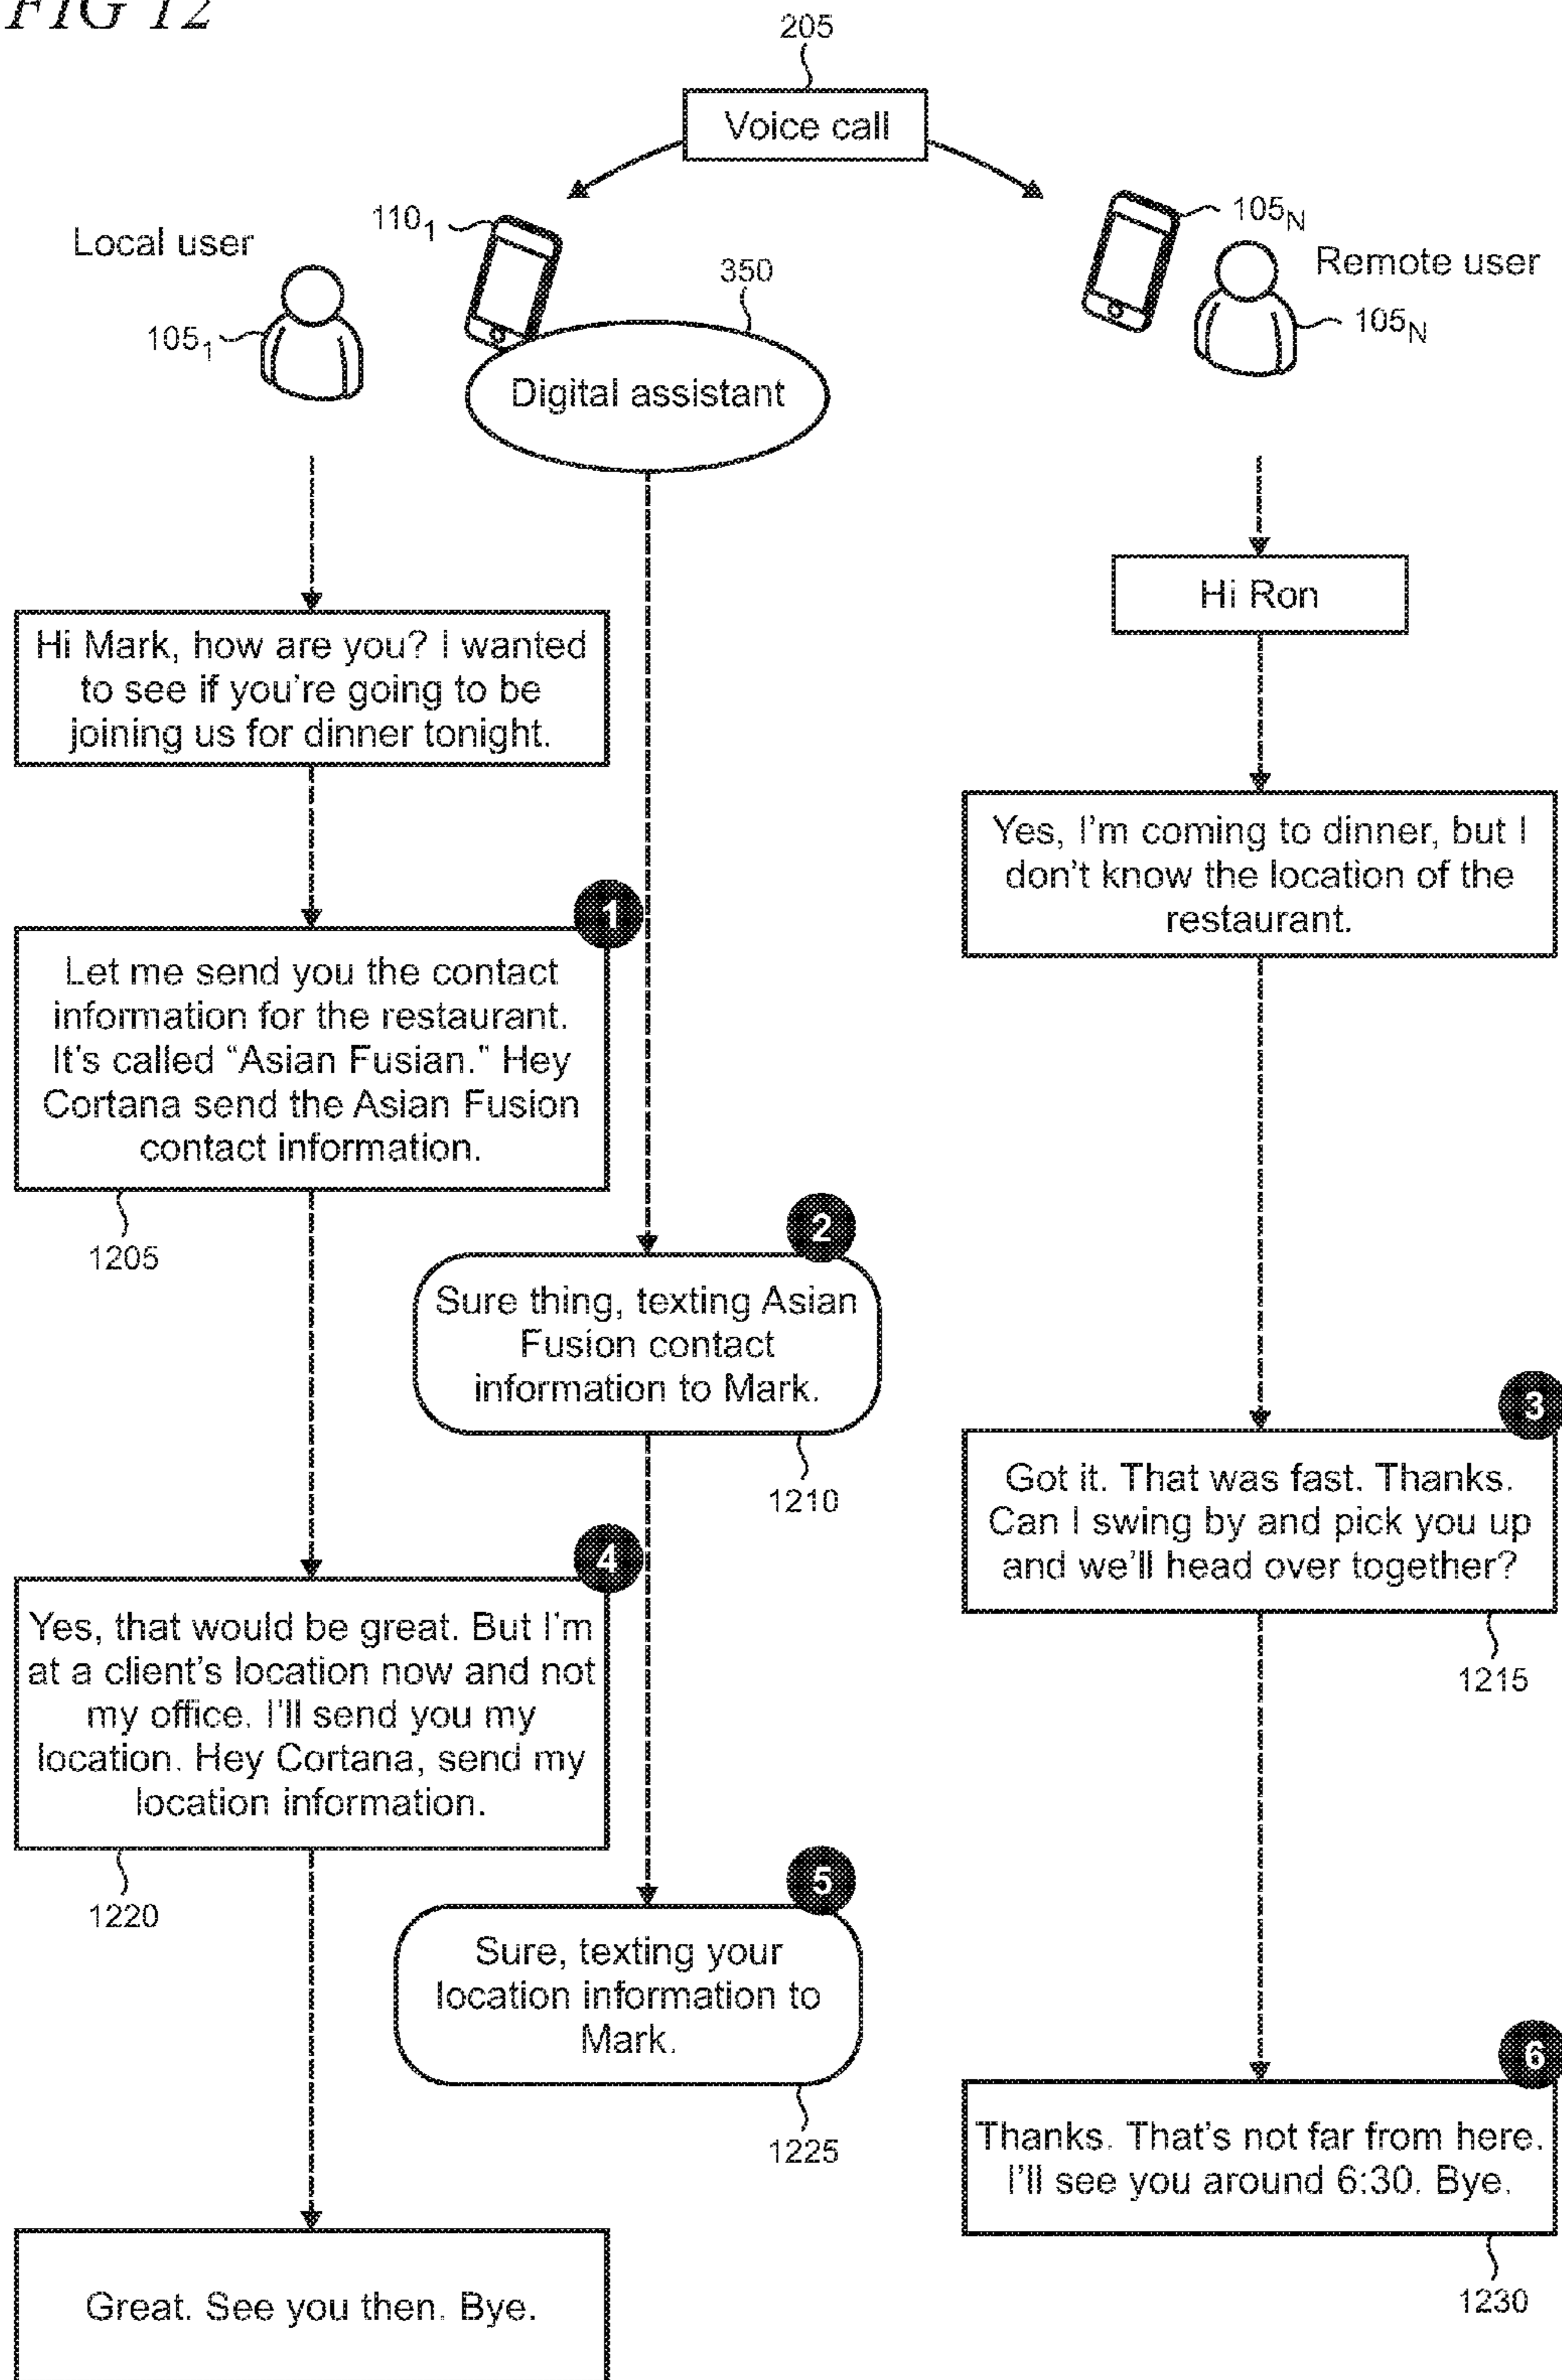 FIG 12
205
Voice call
110₁
105_N
Local user
350
Remote user
105₁
105_N
Digital assistant
Hi Ron
Hi Mark, how are you? I wanted
to see if you're going to be
joining us for dinner tonight.
Yes, I'm coming to dinner, but I
don't know the location of the
restaurant.
1
Let me send you the contact
information for the restaurant.
It's called “Asian Fusian.” Hey
Cortana send the Asian Fusion
contact information.
1205
2
Sure thing, texting Asian
Fusion contact
information to Mark.
1210
3
Got it. That was fast. Thanks.
Can I swing by and pick you up
and we'll head over together?
1215
4
Yes, that would be great. But I'm
at a client's location now and not
my office. I'll send you my
location. Hey Cortana, send my
location information.
1220
5
Sure, texting your
location information to
Mark.
1225
6
Thanks. That's not far from here.
I'll see you around 6:30. Bye.
1230
Great. See you then. Bye.